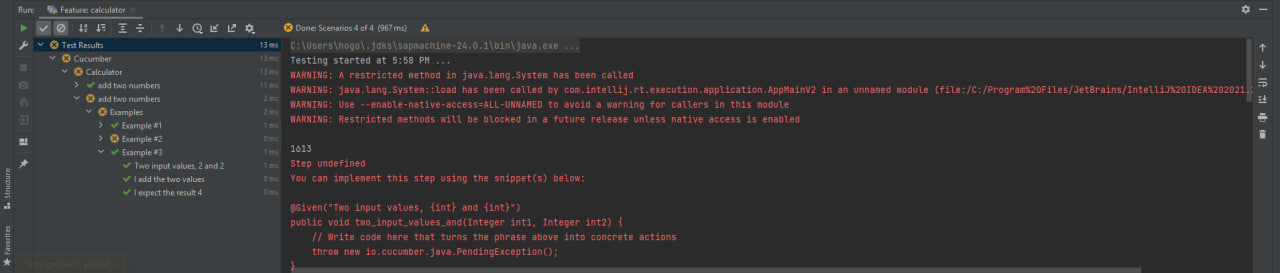 Run: Feature: calculator ×
Done: Scenarios 4 of 4 (967 ms)
Test Results 13 ms
Cucumber 13 ms
Calculator 13 ms
add two numbers 11 ms
add two numbers 2 ms
Examples 2 ms
Example #1 1 ms
Example #2 0 ms
Example #3 1 ms
Two input values, 2 and 2 1 ms
I add the two values 0 ms
I expect the result 4 0 ms
C:\Users\hogo\.jdks\sapmachine-24.0.1\bin\java.exe ...
Testing started at 5:58 PM ...
WARNING: A restricted method in java.lang.System has been called
WARNING: java.lang.System::load has been called by com.intellij.rt.execution.application.AppMainV2 in an unnamed module (file:/C:/Program%20Files/JetBrains/IntelliJ%20IDEA%202021.
WARNING: Use --enable-native-access=ALL-UNNAMED to avoid a warning for callers in this module
WARNING: Restricted methods will be blocked in a future release unless native access is enabled
1613
Step undefined
You can implement this step using the snippet(s) below:
@Given("Two input values, {int} and {int}")
public void two_input_values_and(Integer int1, Integer int2) {
// Write code here that turns the phrase above into concrete actions
throw new io.cucumber.java.PendingException();
}
Structure
Favorites